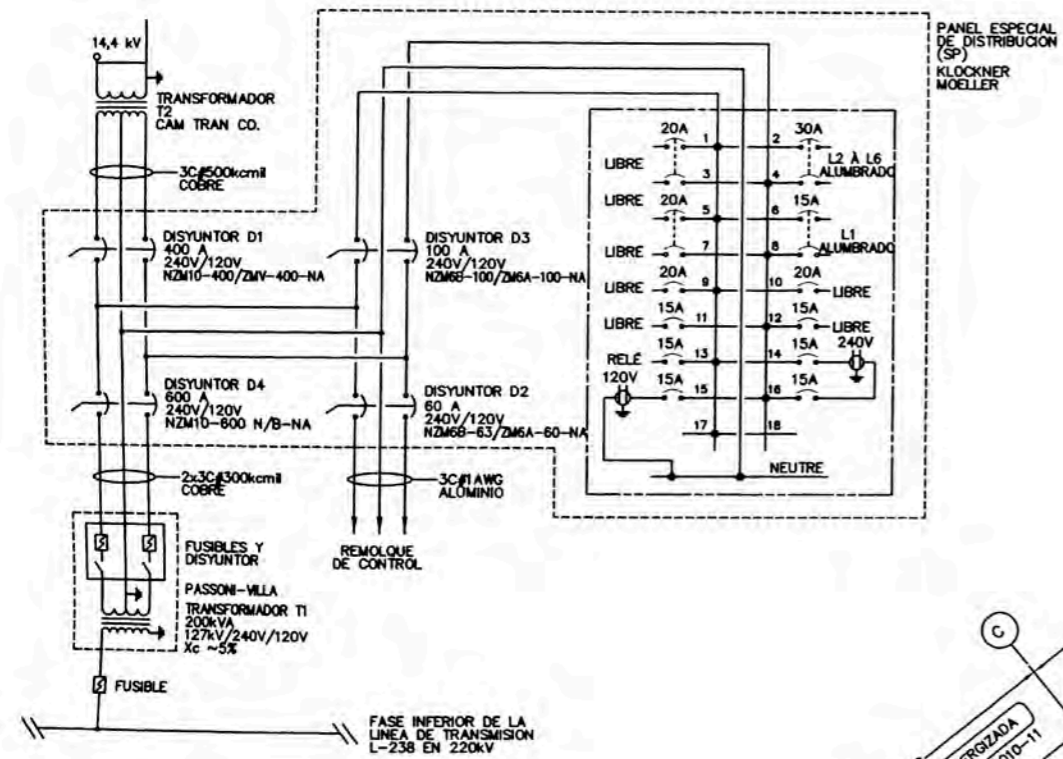 14,4 kV
TRANSFORMADOR
T2
CAM TRAN CO.
3C#500kcmil
COBRE
DISYUNTOR D1
400 A
240V/120V
NZM10-400/ZMV-400-NA
DISYUNTOR D3
100 A
240V/120V
NZM6B-100/ZM6A-100-NA
DISYUNTOR D4
600 A
240V/120V
NZM10-600 N/B-NA
DISYUNTOR D2
60 A
240V/120V
NZM6B-63/ZM6A-60-NA
2x3C#300kcmil
COBRE
3C#1AWG
ALUMINIO
REMOLQUE
DE CONTROL
FUSIBLES Y
DISYUNTOR
PASSONI-VILLA
TRANSFORMADOR T1
200kVA
127kV/240V/120V
Xc ~5%
FUSIBLE
FASE INFERIOR DE LA
LINEA DE TRANSMISION
L-238 EN 220kV
PANEL ESPECIAL
DE DISTRIBUCION
(SP)
KLOCKNER
MOELLER
20A 1 2 30A
LIBRE 3 4 L2 À L6
ALUMBRADO
LIBRE 20A 5 6 15A
LIBRE 7 8 L1
ALUMBRADO
LIBRE 20A 9 10 20A LIBRE
LIBRE 15A 11 12 15A LIBRE
RELÉ 15A 13 14 15A 240V
120V 15A 15 16 15A
17 18
NEUTRE
C
ERGIZADA
010-11